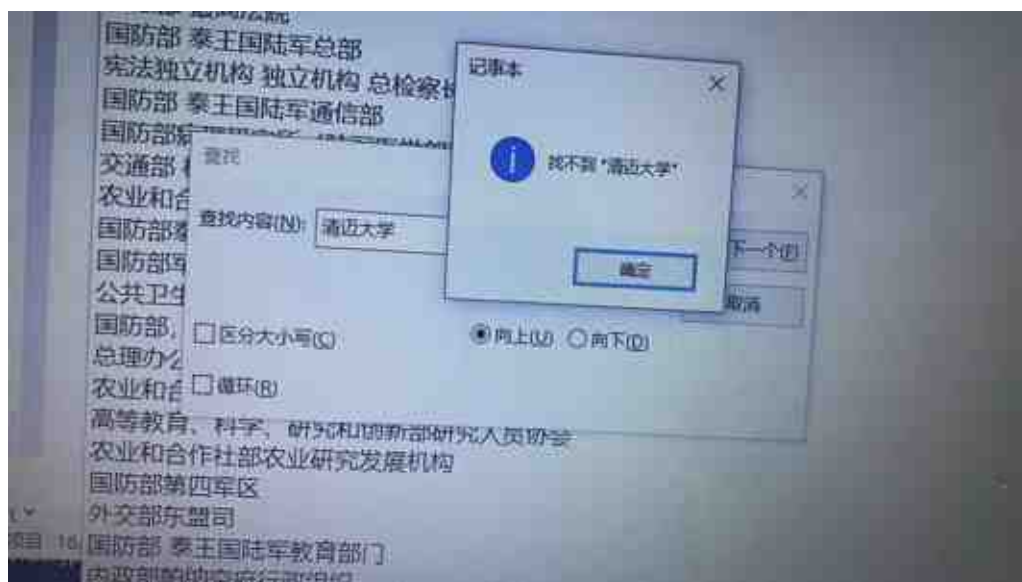 国防部 泰王国陆军总部
宪法独立机构 独立机构 总检察长
国防部 泰王国陆军通信部
国防部
交通部
农业和合
国防部泰
国防部军
公共卫生
国防部,
总理办公
农业和合
高等教育、科学、研究和创新部研究人员协会
农业和合作社部农业研究发展机构
国防部第四军区
外交部东盟司
国防部 泰王国陆军教育部门
项目 16
查找
查找内容(N):
清迈大学
下一个(F)
取消
区分大小写(C)
向上(U)
向下(D)
循环(R)
记事本
找不到 "清迈大学"
确定